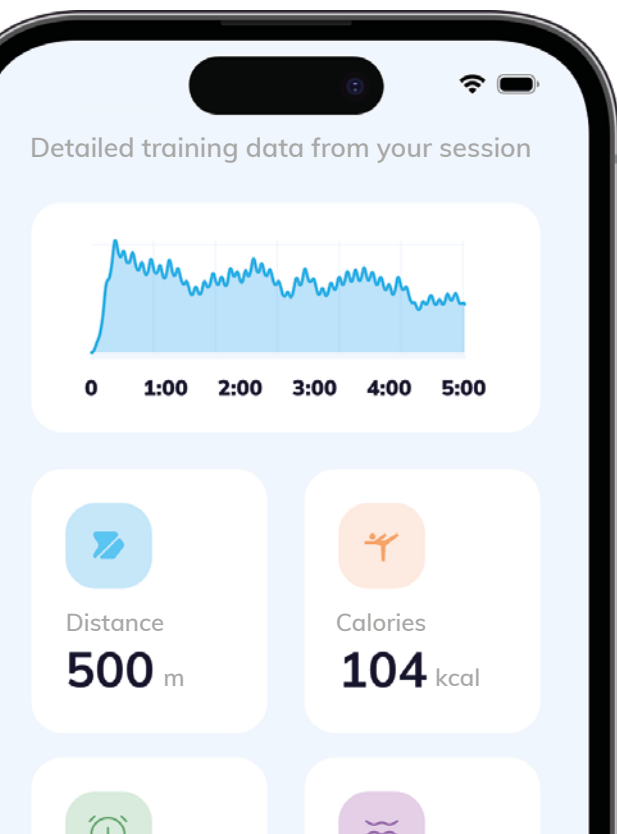 Detailed training data from your session
0 1:00 2:00 3:00 4:00 5:00
Distance
500 m
Calories
104 kcal